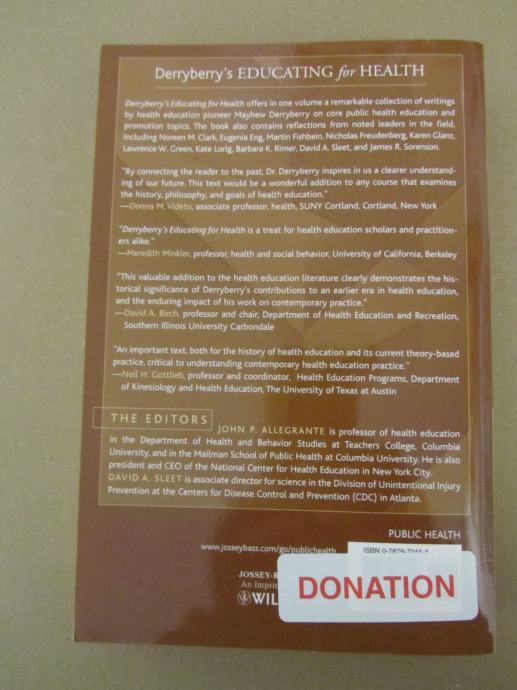 Derryberry's EDUCATING for HEALTH
Derryberry's Educating for Health offers in one volume a remarkable collection of writings
by health education pioneer Mayhew Derryberry on core public health education and
promotion topics. The book also contains reflections from noted leaders in the field,
including Noreen M. Clark, Eugenia Eng, Martin Fishbein, Nicholas Freudenberg, Karen Glanz,
Lawrence W. Green, Kate Lorig, Barbara K. Rimer, David A. Sleet, and James R. Sorenson.
"By connecting the reader to the past, Dr. Derryberry inspires in us a clearer understand-
ing of our future. This text would be a wonderful addition to any course that examines
the history, philosophy, and goals of health education."
—Donna M. Videto, associate professor, health, SUNY Cortland, Cortland, New York
"Derryberry's Educating for Health is a treat for health education scholars and practition-
ers alike."
—Meredith Minkler, professor, health and social behavior, University of California, Berkeley
"This valuable addition to the health education literature clearly demonstrates the his-
torical significance of Derryberry's contributions to an earlier era in health education,
and the enduring impact of his work on contemporary practice."
—David A. Birch, professor and chair, Department of Health Education and Recreation,
Southern Illinois University Carbondale
"An important text, both for the history of health education and its current theory-based
practice, critical to understanding contemporary health education practice."
—Nell H. Gottlieb, professor and coordinator, Health Education Programs, Department
of Kinesiology and Health Education, The University of Texas at Austin
THE EDITORS
JOHN P. ALLEGRANTE is professor of health education
in the Department of Health and Behavior Studies at Teachers College, Columbia
University, and in the Mailman School of Public Health at Columbia University. He is also
president and CEO of the National Center for Health Education in New York City.
DAVID A. SLEET is associate director for science in the Division of Unintentional Injury
Prevention at the Centers for Disease Control and Prevention (CDC) in Atlanta.
PUBLIC HEALTH
www.josseybass.com/go/publichealth
ISBN 0-7879-7244-4
JOSSEY-B
An Imprin
WIL
DONATION